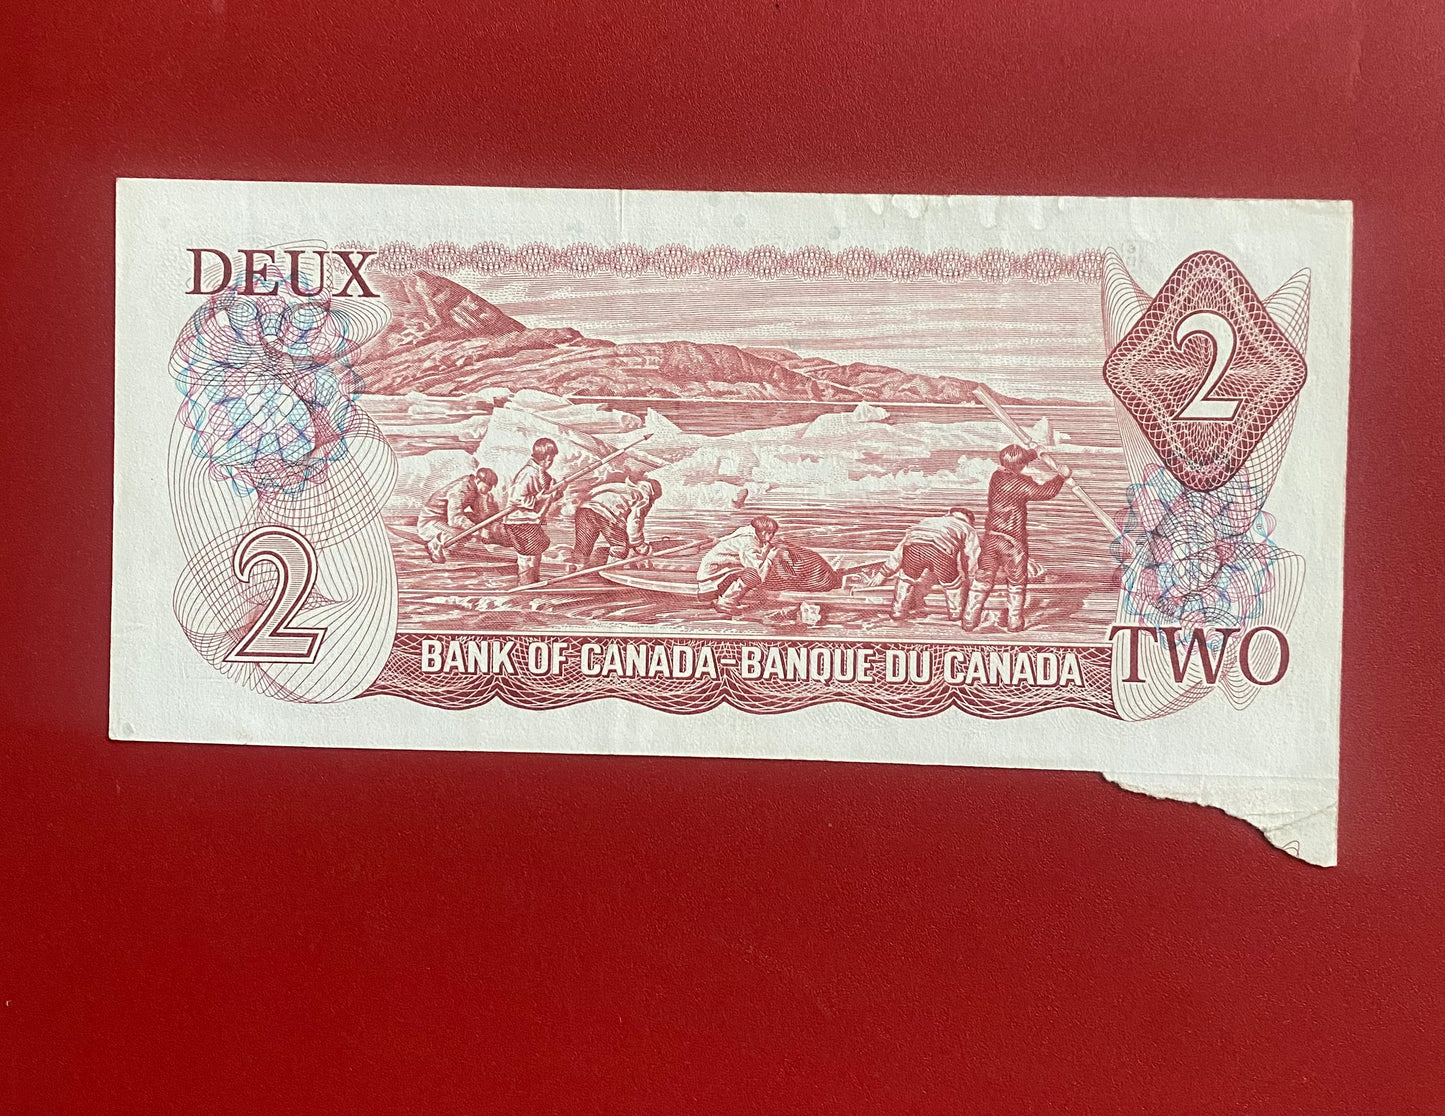 DEUX
2
2
BANK OF CANADA-BANQUE DU CANADA
TWO